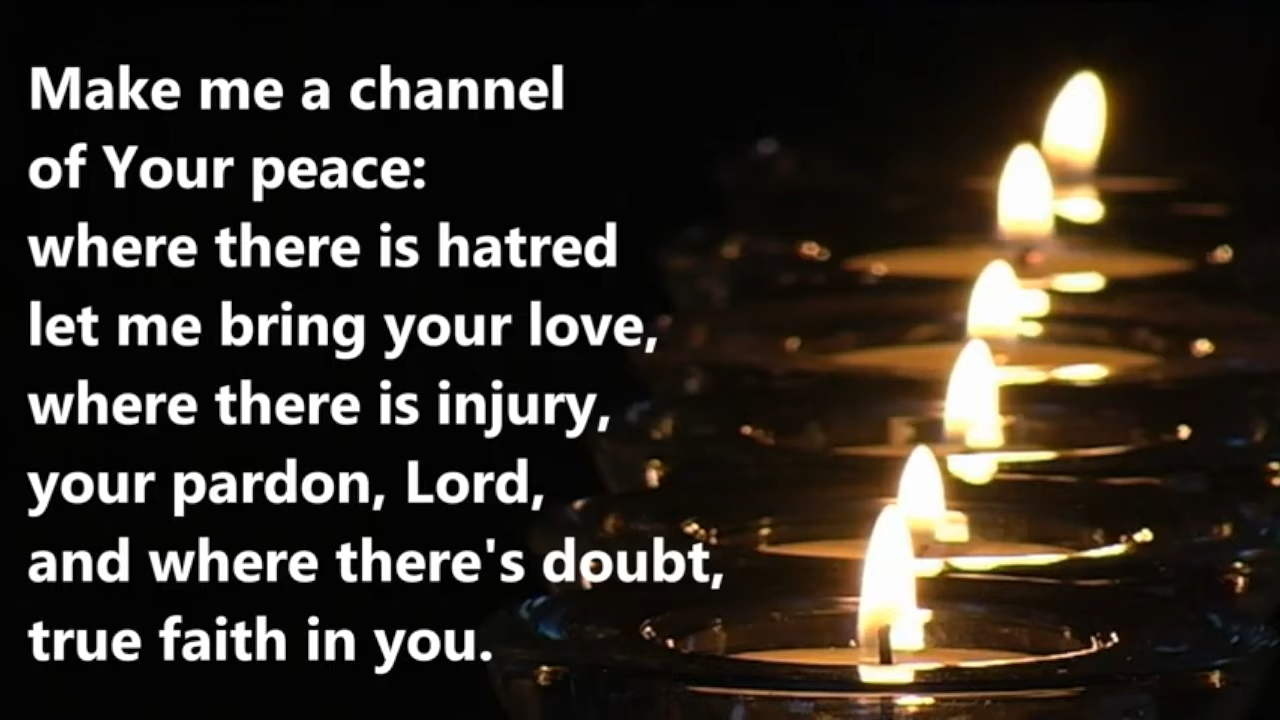 Make me a channel
of Your peace:
where there is hatred
let me bring your love,
where there is injury,
your pardon, Lord,
and where there's doubt,
true faith in you.